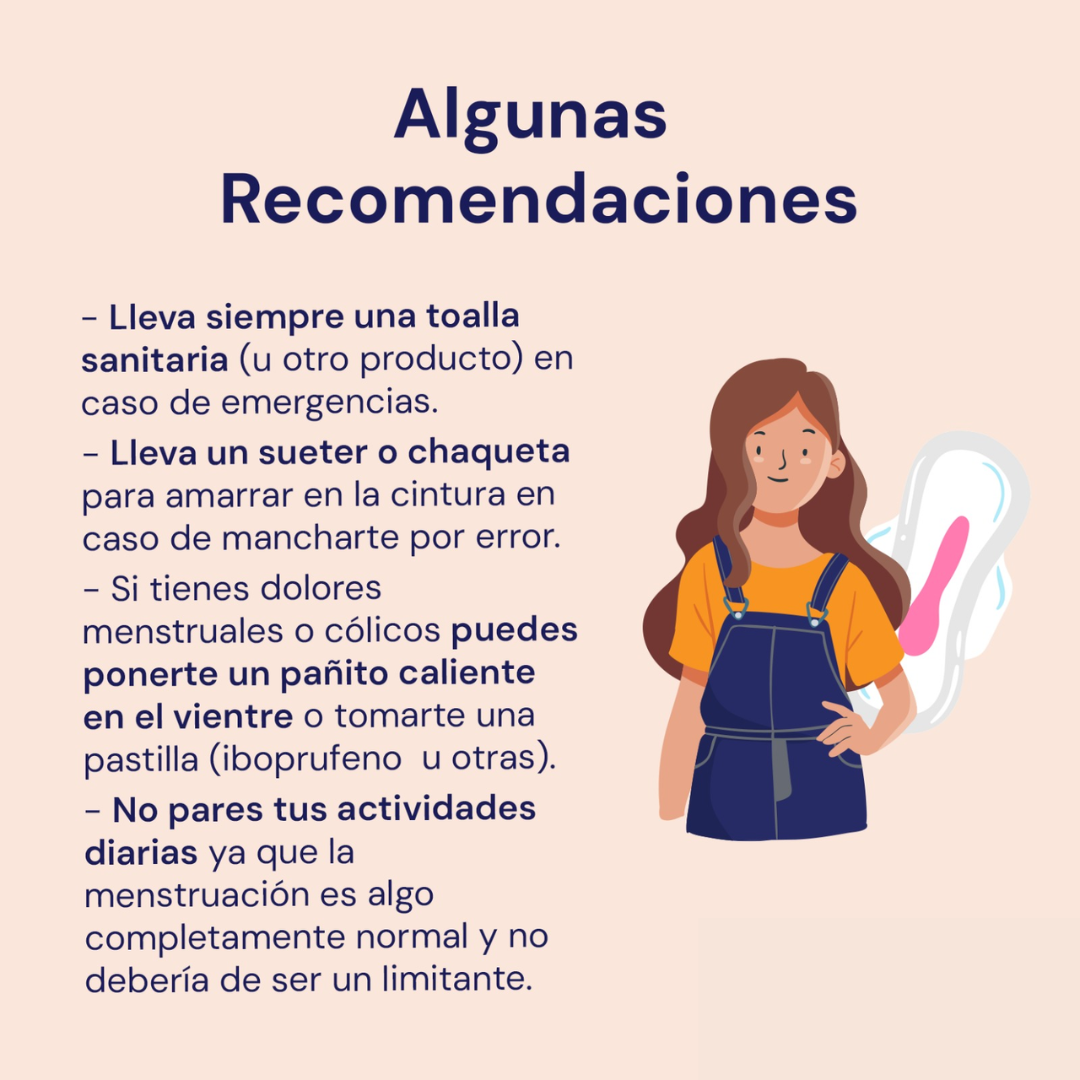 Algunas
Recomendaciones
- Lleva siempre una toalla
sanitaria (u otro producto) en
caso de emergencias.
- Lleva un sueter o chaqueta
para amarrar en la cintura en
caso de mancharte por error.
- Si tienes dolores
menstruales o cólicos puedes
ponerte un pañito caliente
en el vientre o tomarte una
pastilla (iboprufeno  u otras).
- No pares tus actividades
diarias ya que la
menstruación es algo
completamente normal y no
debería de ser un limitante.